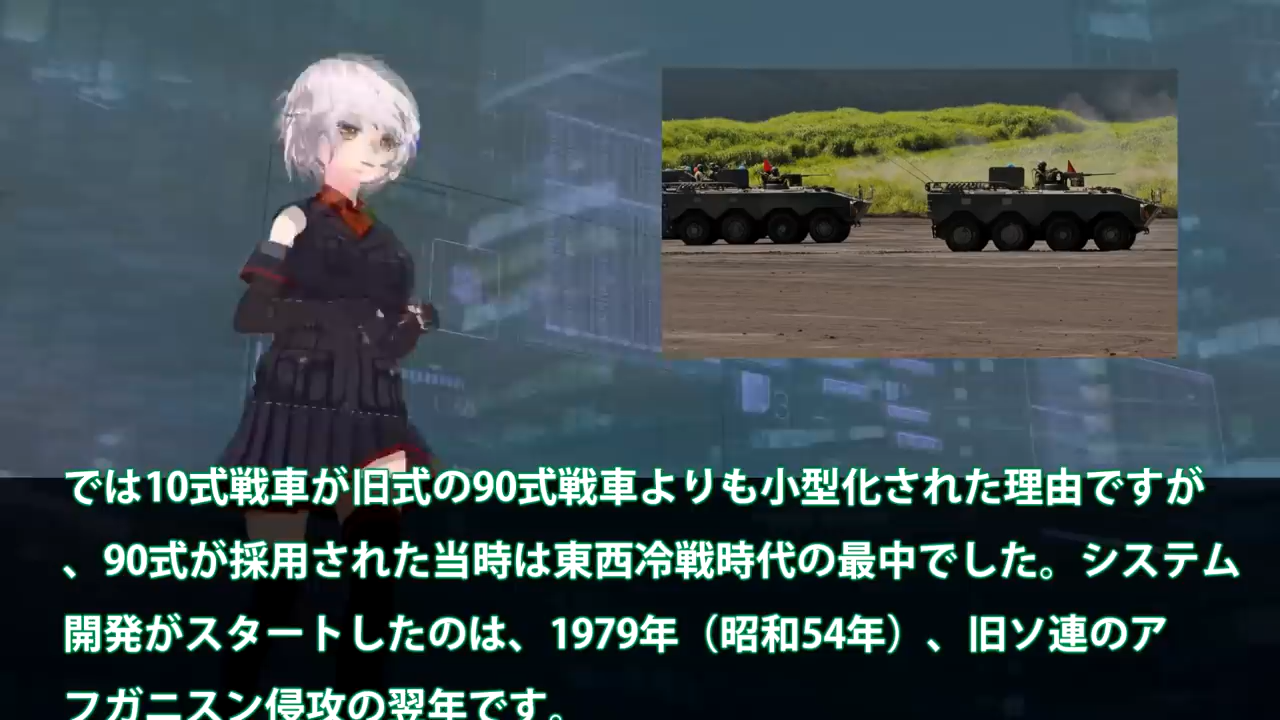 では10式戦車が旧式の90式戦車よりも小型化された理由ですが
、90式が採用された当時は東西冷戦時代の最中でした。システム
開発がスタートしたのは、1979年（昭和54年）、旧ソ連のア
フガニスン侵攻の翌年です。